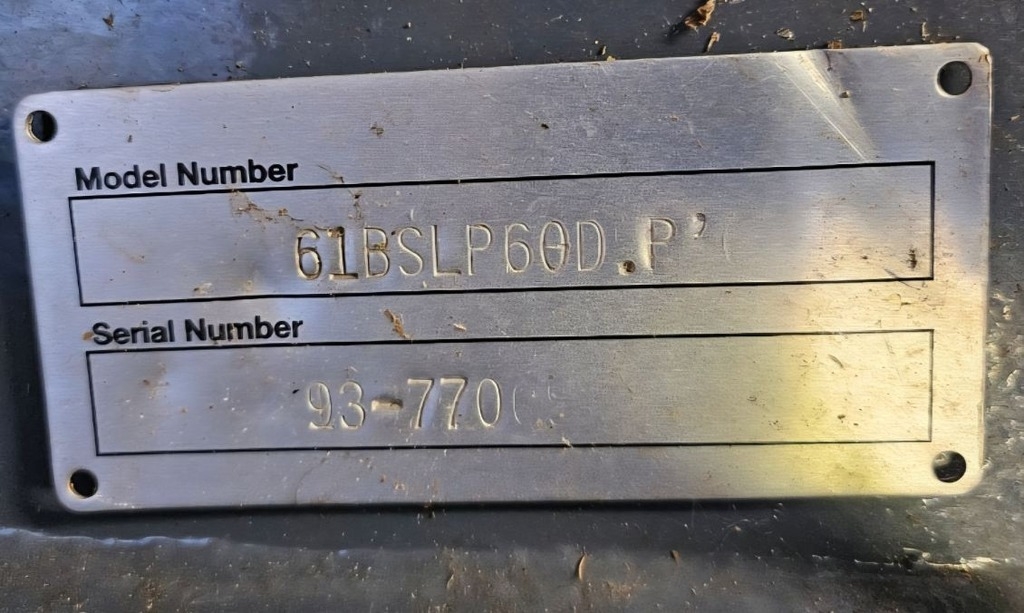 Model Number
61BSLP60D.P
Serial Number
93-770